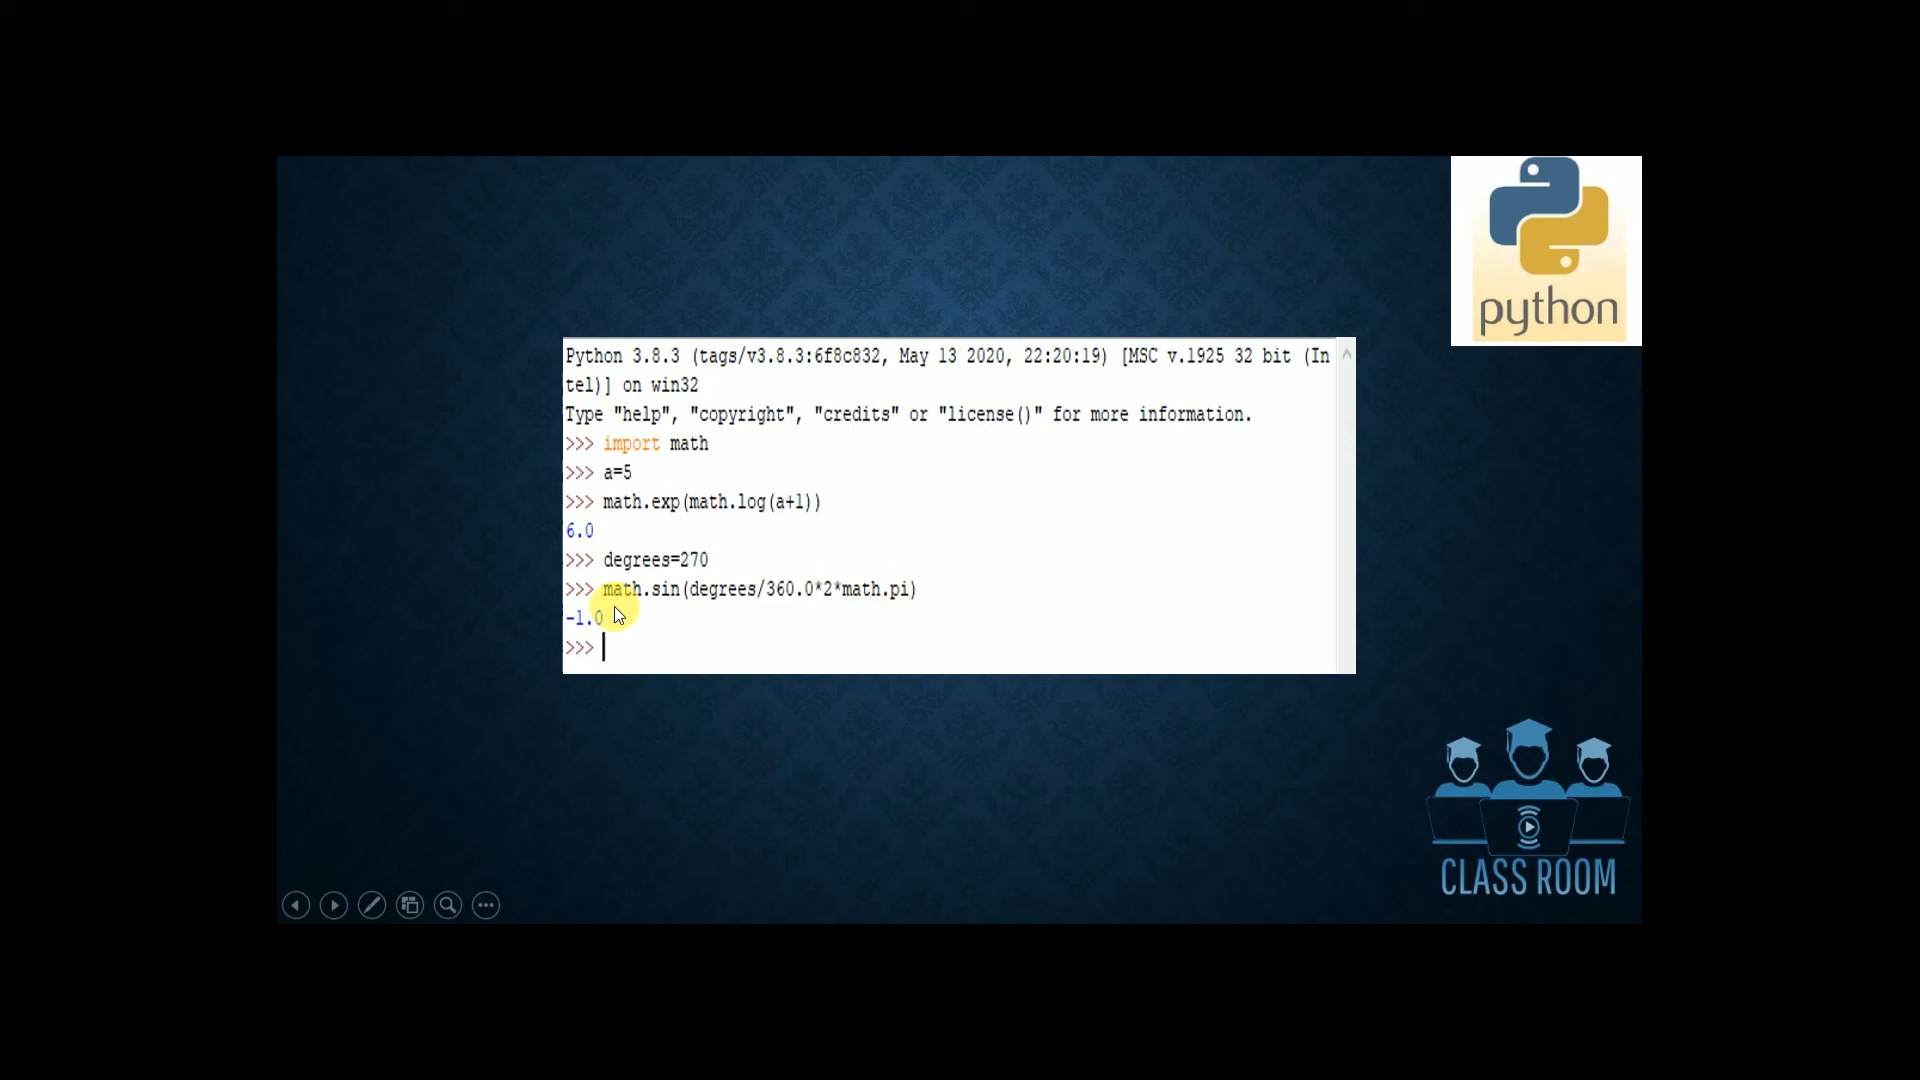 python
Python 3.8.3 (tags/v3.8.3:6f8c832, May 13 2020, 22:20:19) [MSC v.1925 32 bit (In
tel)] on win32
Type "help", "copyright", "credits" or "license()" for more information.
>>> import math
>>> a=5
>>> math.exp(math.log(a+1))
6.0
>>> degrees=270
>>> math.sin(degrees/360.0*2*math.pi)
-1.0
>>>
CLASS ROOM